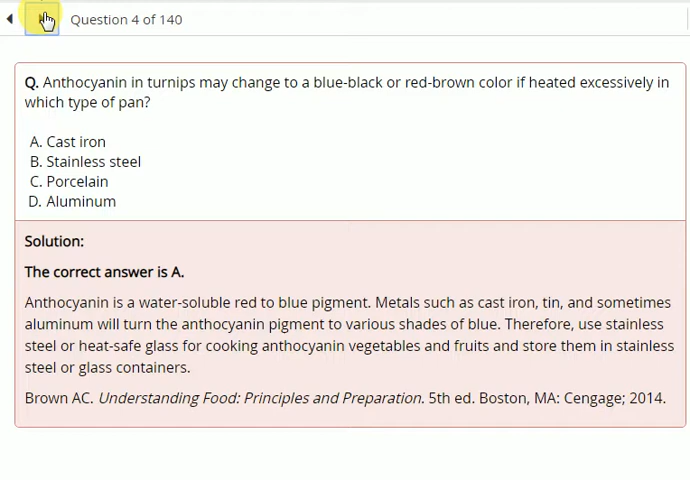 Question 4 of 140
Q. Anthocyanin in turnips may change to a blue-black or red-brown color if heated excessively in
which type of pan?
A. Cast iron
B. Stainless steel
C. Porcelain
D. Aluminum
Solution:
The correct answer is A.
Anthocyanin is a water-soluble red to blue pigment. Metals such as cast iron, tin, and sometimes
aluminum will turn the anthocyanin pigment to various shades of blue. Therefore, use stainless
steel or heat-safe glass for cooking anthocyanin vegetables and fruits and store them in stainless
steel or glass containers.
Brown AC. Understanding Food: Principles and Preparation. 5th ed. Boston, MA: Cengage; 2014.